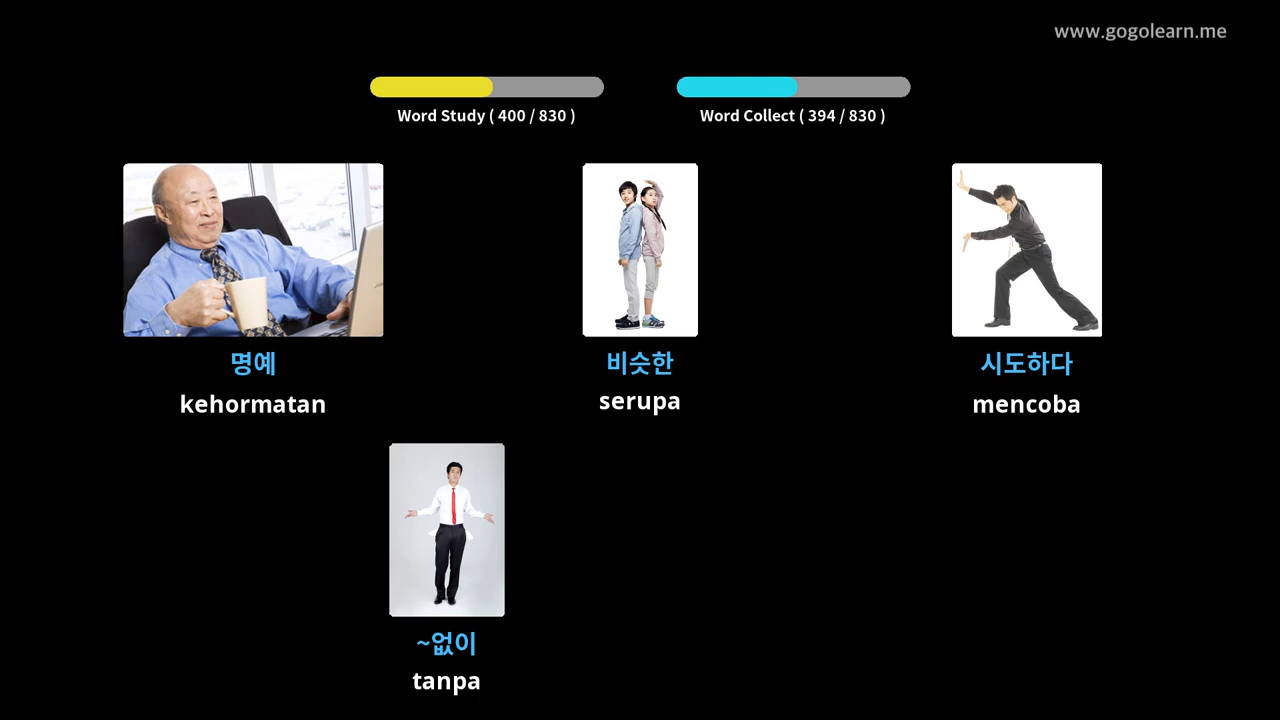 www.gogolearn.me
Word Study ( 400 / 830 )
Word Collect ( 394 / 830 )
명예
kehormatan
비슷한
serupa
시도하다
mencoba
~없이
tanpa